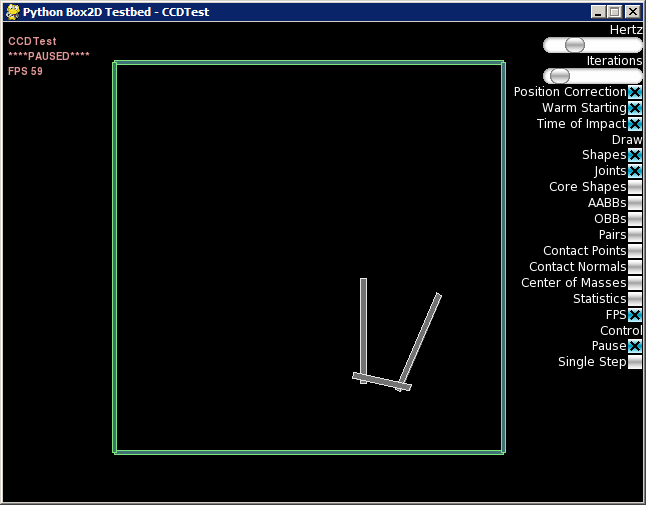 Python Box2D Testbed - CCDTest
CCDTest
****PAUSED****
FPS 59
Hertz
Iterations
Position Correction
Warm Starting
Time of Impact
Draw
Shapes
Joints
Core Shapes
AABBs
OBBs
Pairs
Contact Points
Contact Normals
Center of Masses
Statistics
FPS
Control
Pause
Single Step